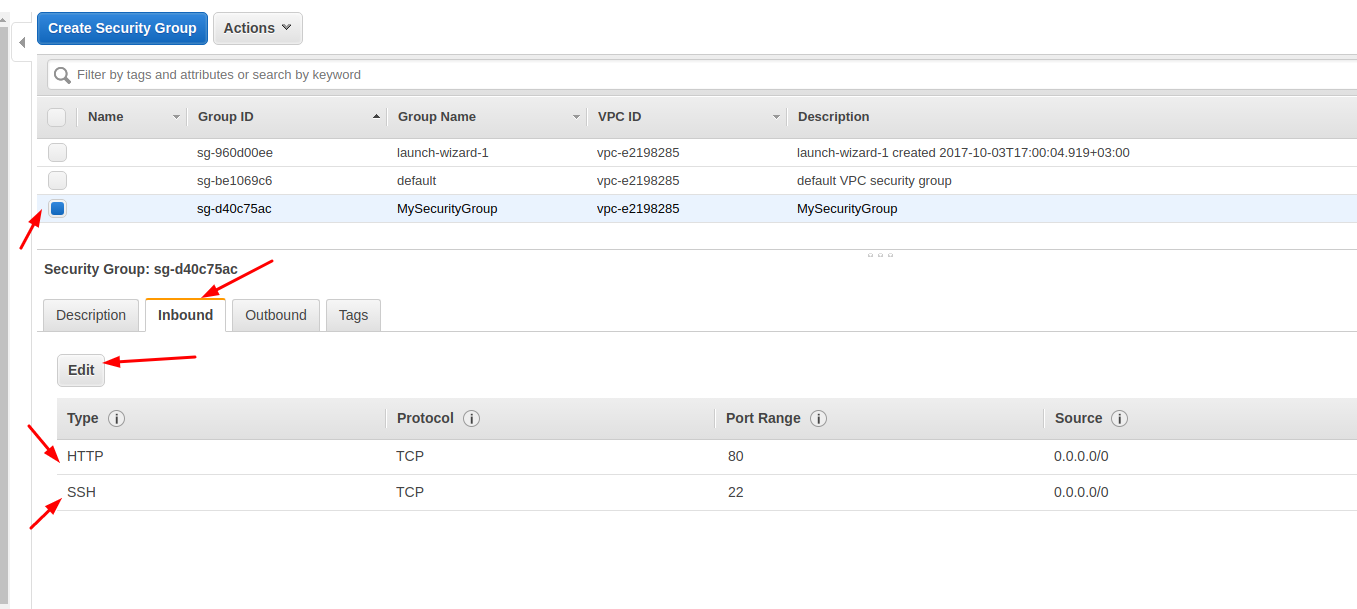 Create Security Group Actions
Filter by tags and attributes or search by keyword
Name Group ID Group Name VPC ID Description
sg-960d00ee launch-wizard-1 vpc-e2198285 launch-wizard-1 created 2017-10-03T17:00:04.919+03:00
sg-be1069c6 default vpc-e2198285 default VPC security group
sg-d40c75ac MySecurityGroup vpc-e2198285 MySecurityGroup
Security Group: sg-d40c75ac
Description Inbound Outbound Tags
Edit
Type i Protocol i Port Range i Source i
HTTP TCP 80 0.0.0.0/0
SSH TCP 22 0.0.0.0/0